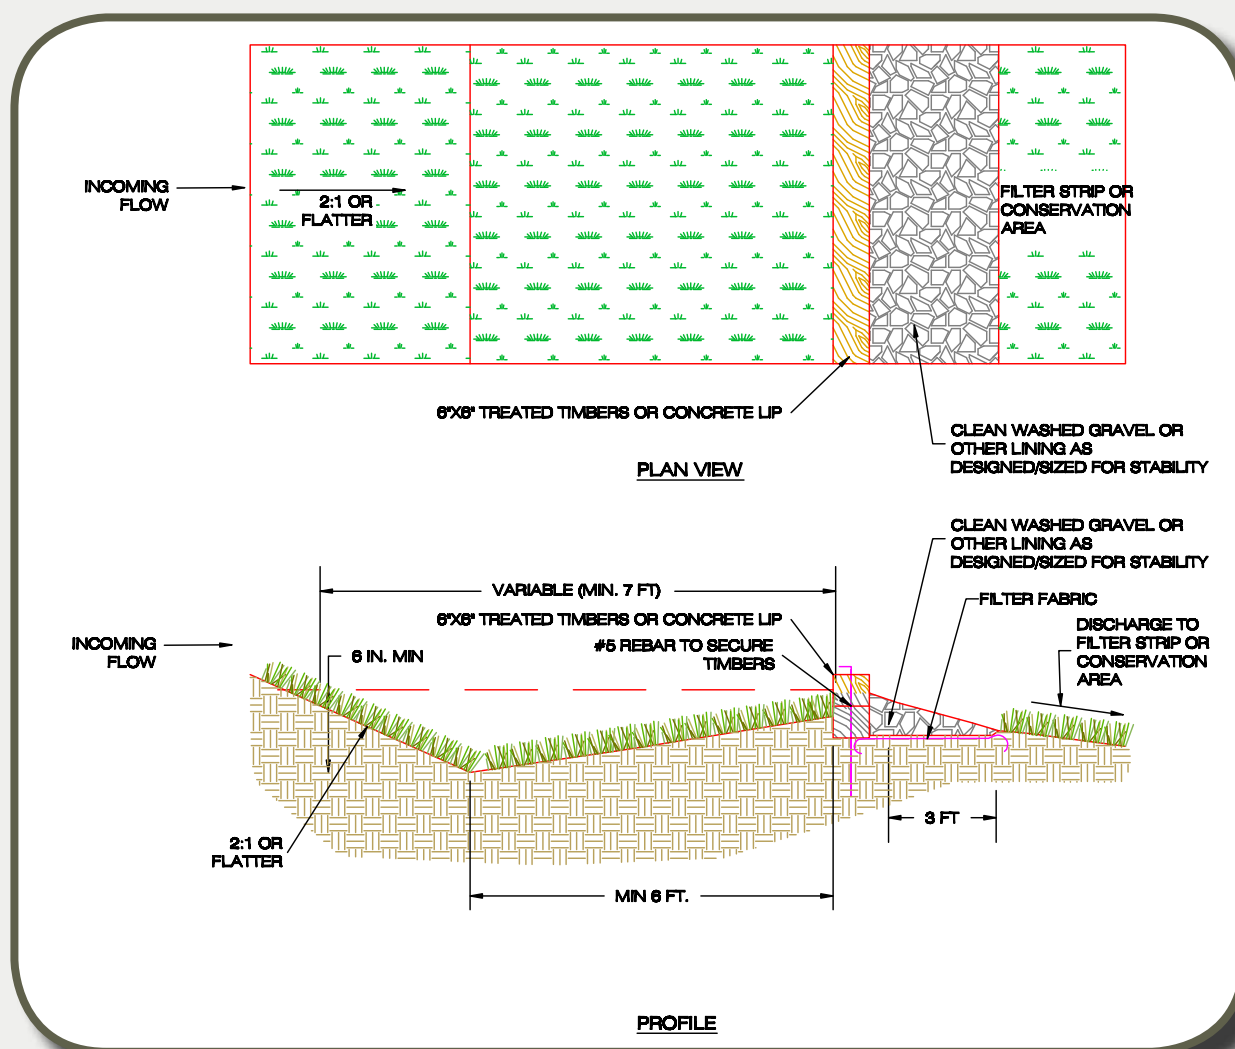 INCOMING
FLOW
2:1 OR
FLATTER
FILTER STRIP OR
CONSERVATION
AREA
6"X6" TREATED TIMBERS OR CONCRETE LIP
CLEAN WASHED GRAVEL OR
OTHER LINING AS
DESIGNED/SIZED FOR STABILITY
PLAN VIEW
CLEAN WASHED GRAVEL OR
OTHER LINING AS
DESIGNED/SIZED FOR STABILITY
VARIABLE (MIN. 7 FT)
FILTER FABRIC
6"X6" TREATED TIMBERS OR CONCRETE LIP
DISCHARGE TO
FILTER STRIP OR
CONSERVATION
AREA
INCOMING
FLOW
#5 REBAR TO SECURE
TIMBERS
6 IN. MIN
3 FT
2:1 OR
FLATTER
MIN 6 FT.
PROFILE